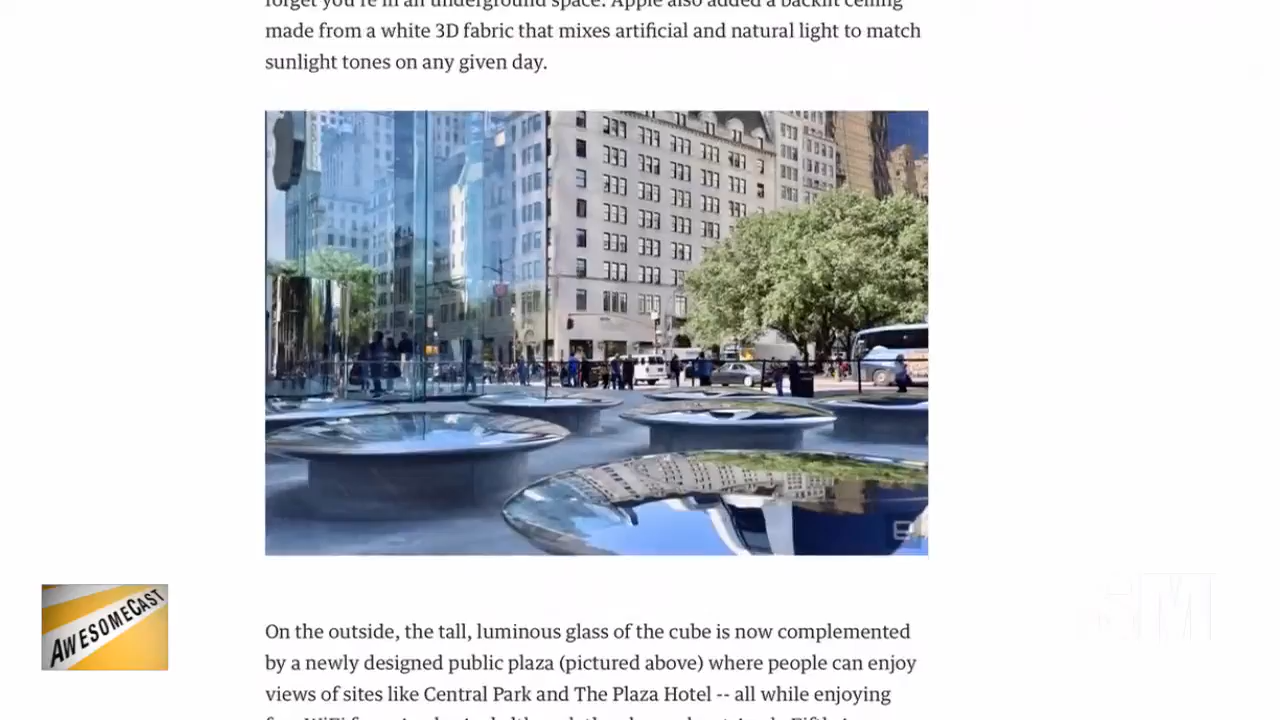 made from a white 3D fabric that mixes artificial and natural light to match
sunlight tones on any given day.
AWESOMECAST
SM
On the outside, the tall, luminous glass of the cube is now complemented
by a newly designed public plaza (pictured above) where people can enjoy
views of sites like Central Park and The Plaza Hotel -- all while enjoying